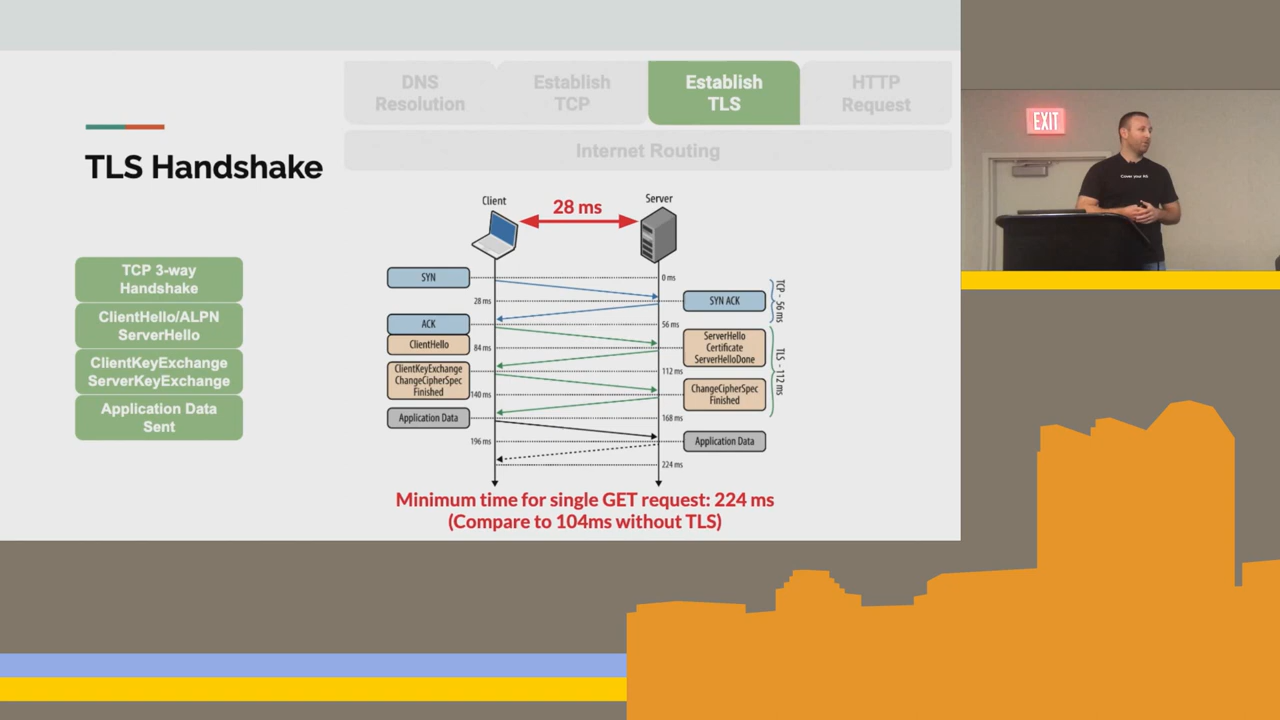 DNS
Resolution
Establish
TCP
Establish
TLS
HTTP
Request
Internet Routing
TLS Handshake
TCP 3-way
Handshake
ClientHello/ALPN
ServerHello
ClientKeyExchange
ServerKeyExchange
Application Data
Sent
Client
28 ms
Server
SYN
0 ms
28 ms
SYN ACK
TCP - 56 ms
ACK
56 ms
ClientHello
84 ms
ServerHello
Certificate
ServerHelloDone
TLS - 112 ms
ClientKeyExchange
ChangeCipherSpec
Finished
112 ms
140 ms
ChangeCipherSpec
Finished
Application Data
168 ms
196 ms
Application Data
224 ms
Minimum time for single GET request: 224 ms
(Compare to 104ms without TLS)
EXIT